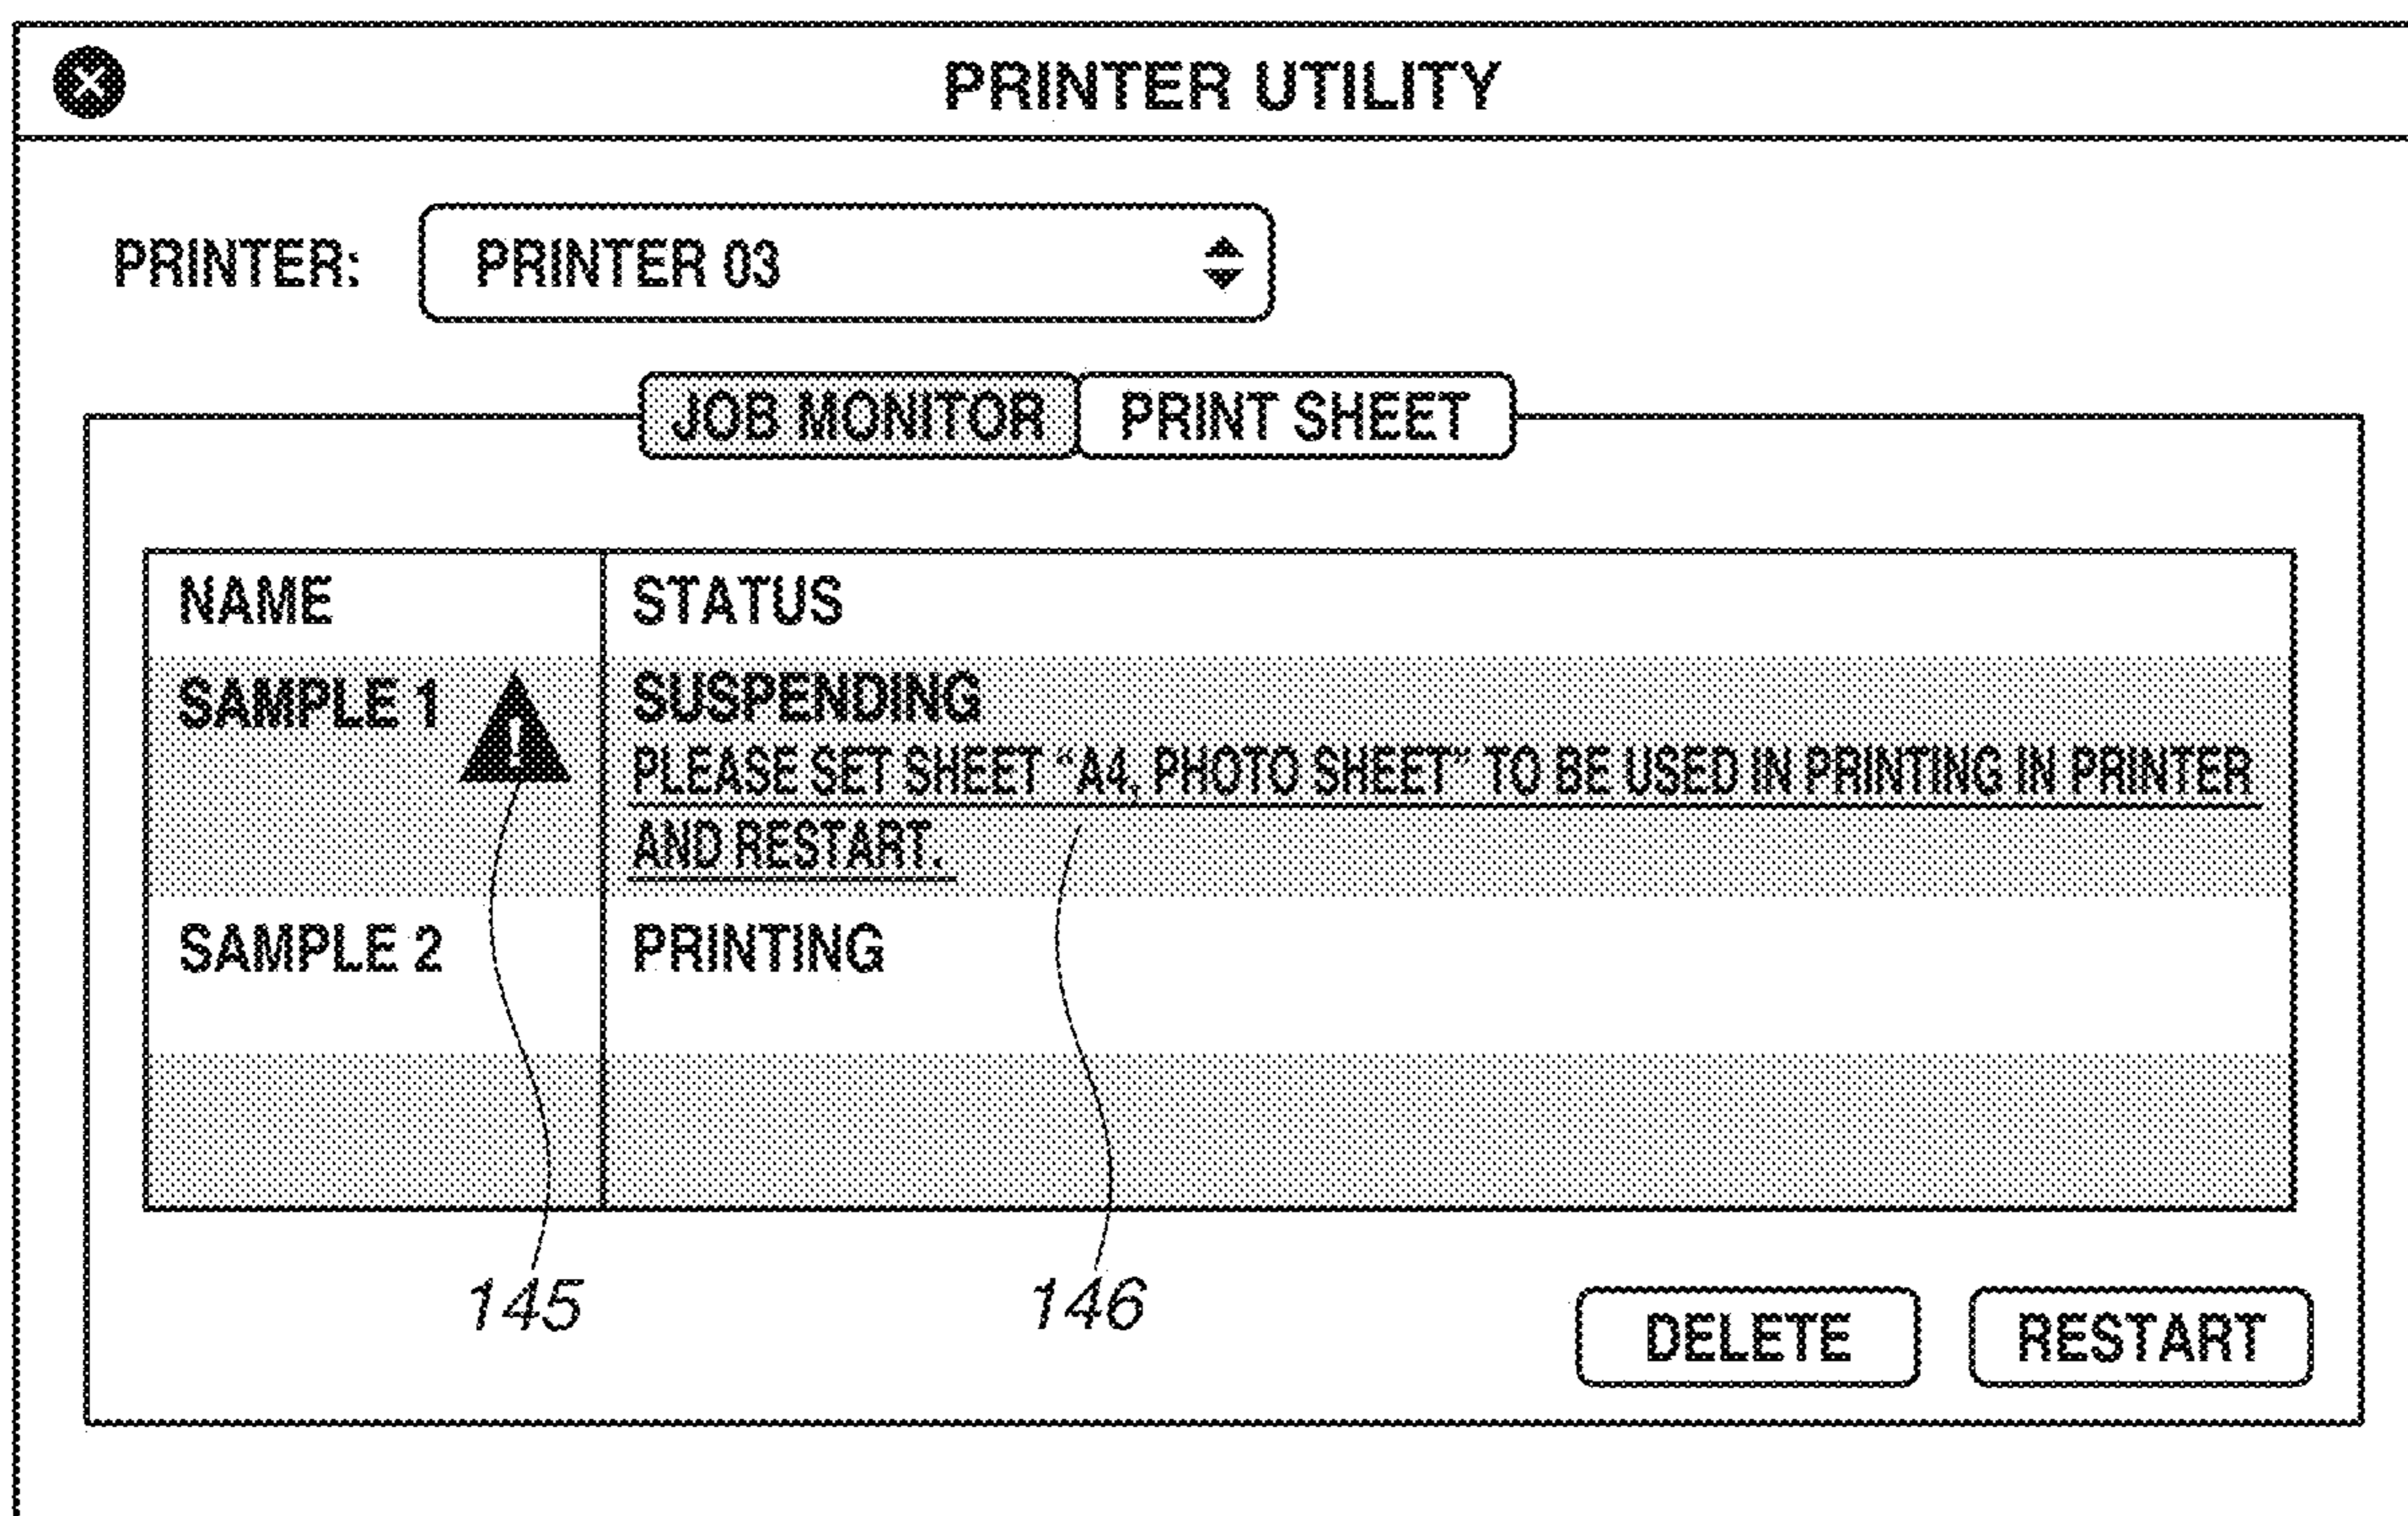 PRINTER UTILITY
PRINTER: PRINTER 03
JOB MONITOR PRINT SHEET
NAME STATUS
SAMPLE 1 ! SUSPENDING
PLEASE SET SHEET “A4, PHOTO SHEET” TO BE USED IN PRINTING IN PRINTER
AND RESTART.
SAMPLE 2 PRINTING
145 146
DELETE RESTART